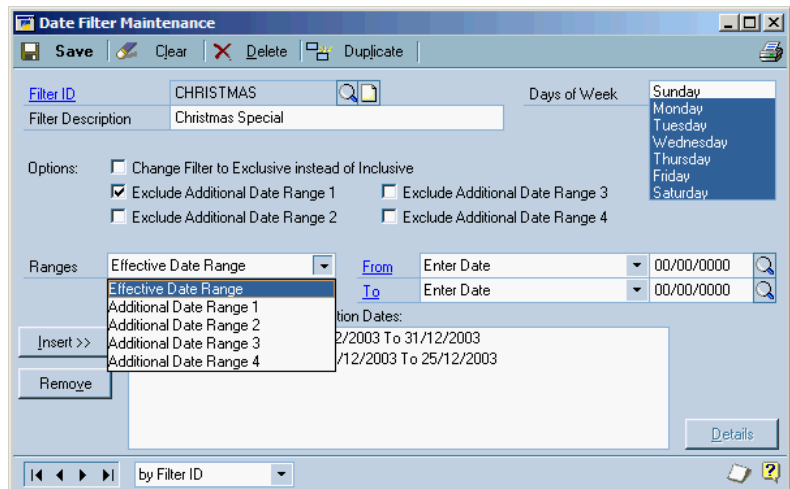 Date Filter Maintenance
Save Clear Delete Duplicate
Filter ID CHRISTMAS Days of Week Sunday
Filter Description Christmas Special Monday
Tuesday
Wednesday
Options: Change Filter to Exclusive instead of Inclusive Thursday
Friday
Exclude Additional Date Range 1 Exclude Additional Date Range 3 Saturday
Exclude Additional Date Range 2 Exclude Additional Date Range 4
Ranges Effective Date Range From Enter Date 00/00/0000
Effective Date Range To Enter Date 00/00/0000
Additional Date Range 1
Additional Date Range 2 tion Dates:
Additional Date Range 3 2/2003 To 31/12/2003
Insert >>
Additional Date Range 4 /12/2003 To 25/12/2003
Remove
Details
by Filter ID